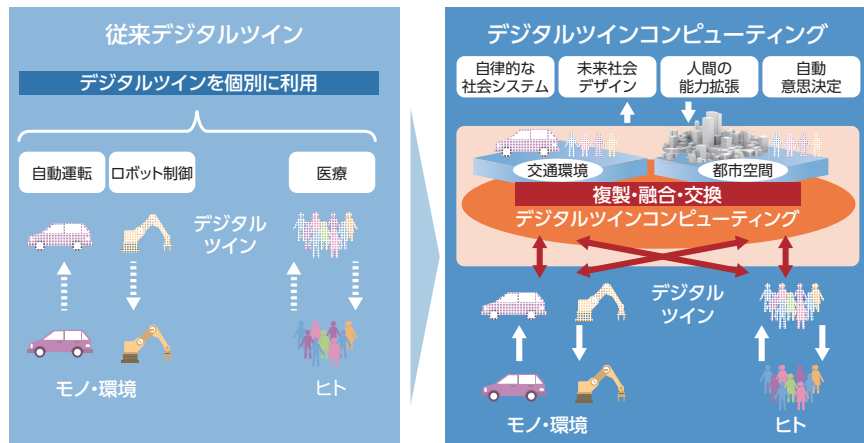 従来デジタルツイン
デジタルツインを個別に利用
自動運転
ロボット制御
医療
デジタル
ツイン
モノ・環境
ヒト
デジタルツインコンピューティング
自律的な
社会システム
未来社会
デザイン
人間の
能力拡張
自動
意思決定
交通環境
都市空間
複製・融合・交換
デジタルツインコンピューティング
デジタル
ツイン
モノ・環境
ヒト